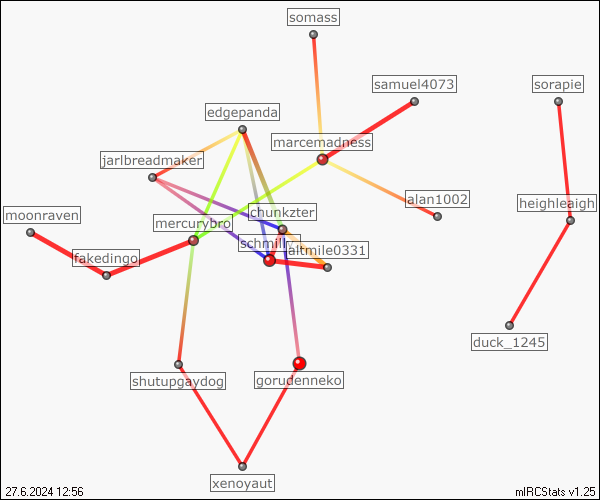 somass
samuel4073
sorapie
edgepanda
marcemadness
jarlbreadmaker
alan1002
heighleaigh
moonraven
mercurybro
chunkzter
fakedingo
altmile0331
duck_1245
shutupgaydog
gorudenneko
xenoyaut
27.6.2024 12:56
mIRCStats v1.25